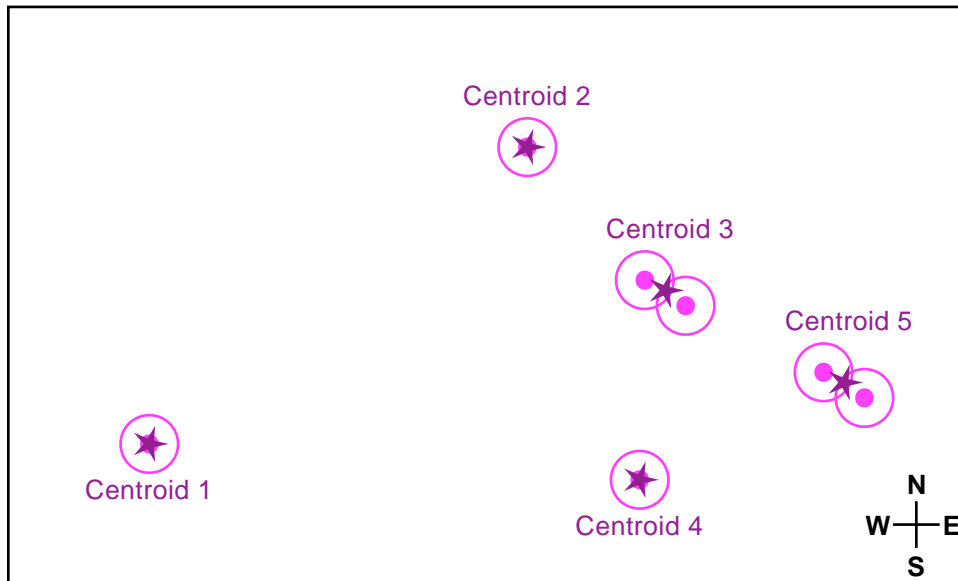 Centroid 2
Centroid 3
Centroid 5
Centroid 1
Centroid 4
N
W E
S